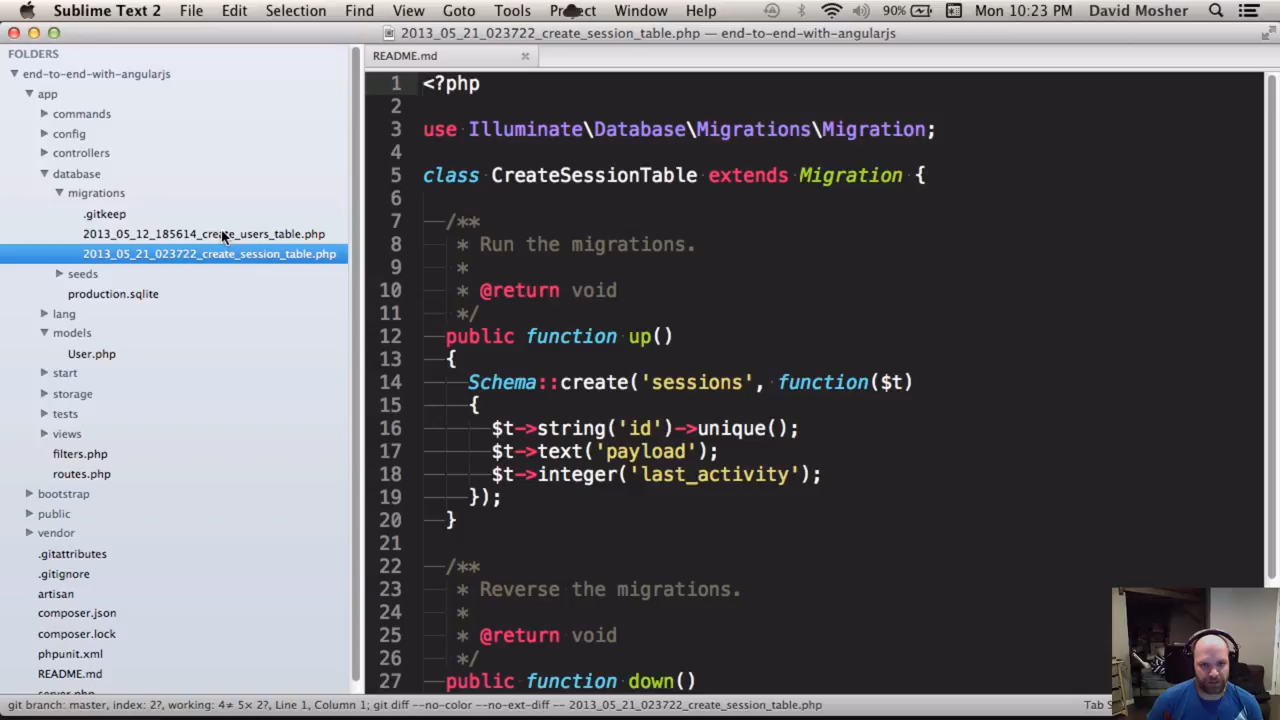 Sublime Text 2 File Edit Selection Find View Goto Tools Project Window Help 90% Mon 10:23 PM David Mosher
2013_05_21_023722_create_session_table.php — end-to-end-with-angularjs
FOLDERS
end-to-end-with-angularjs
app
commands
config
controllers
database
migrations
.gitkeep
2013_05_12_185614_create_users_table.php
2013_05_21_023722_create_session_table.php
seeds
production.sqlite
lang
models
User.php
start
storage
tests
views
filters.php
routes.php
bootstrap
public
vendor
.gitattributes
.gitignore
artisan
composer.json
composer.lock
phpunit.xml
README.md
server.php
README.md
1 <?php
2
3 use Illuminate\Database\Migrations\Migration;
4
5 class CreateSessionTable extends Migration {
6
7 /**
8 * Run the migrations.
9 *
10 * @return void
11 */
12 public function up()
13 {
14 Schema::create('sessions', function($t)
15 {
16 $t->string('id')->unique();
17 $t->text('payload');
18 $t->integer('last_activity');
19 });
20 }
21
22 /**
23 * Reverse the migrations.
24 *
25 * @return void
26 */
27 public function down()
git branch: master, index: 2?, working: 4≠ 5× 2?, Line 1, Column 1; git diff --no-color --no-ext-diff -- 2013_05_21_023722_create_session_table.php Tab S